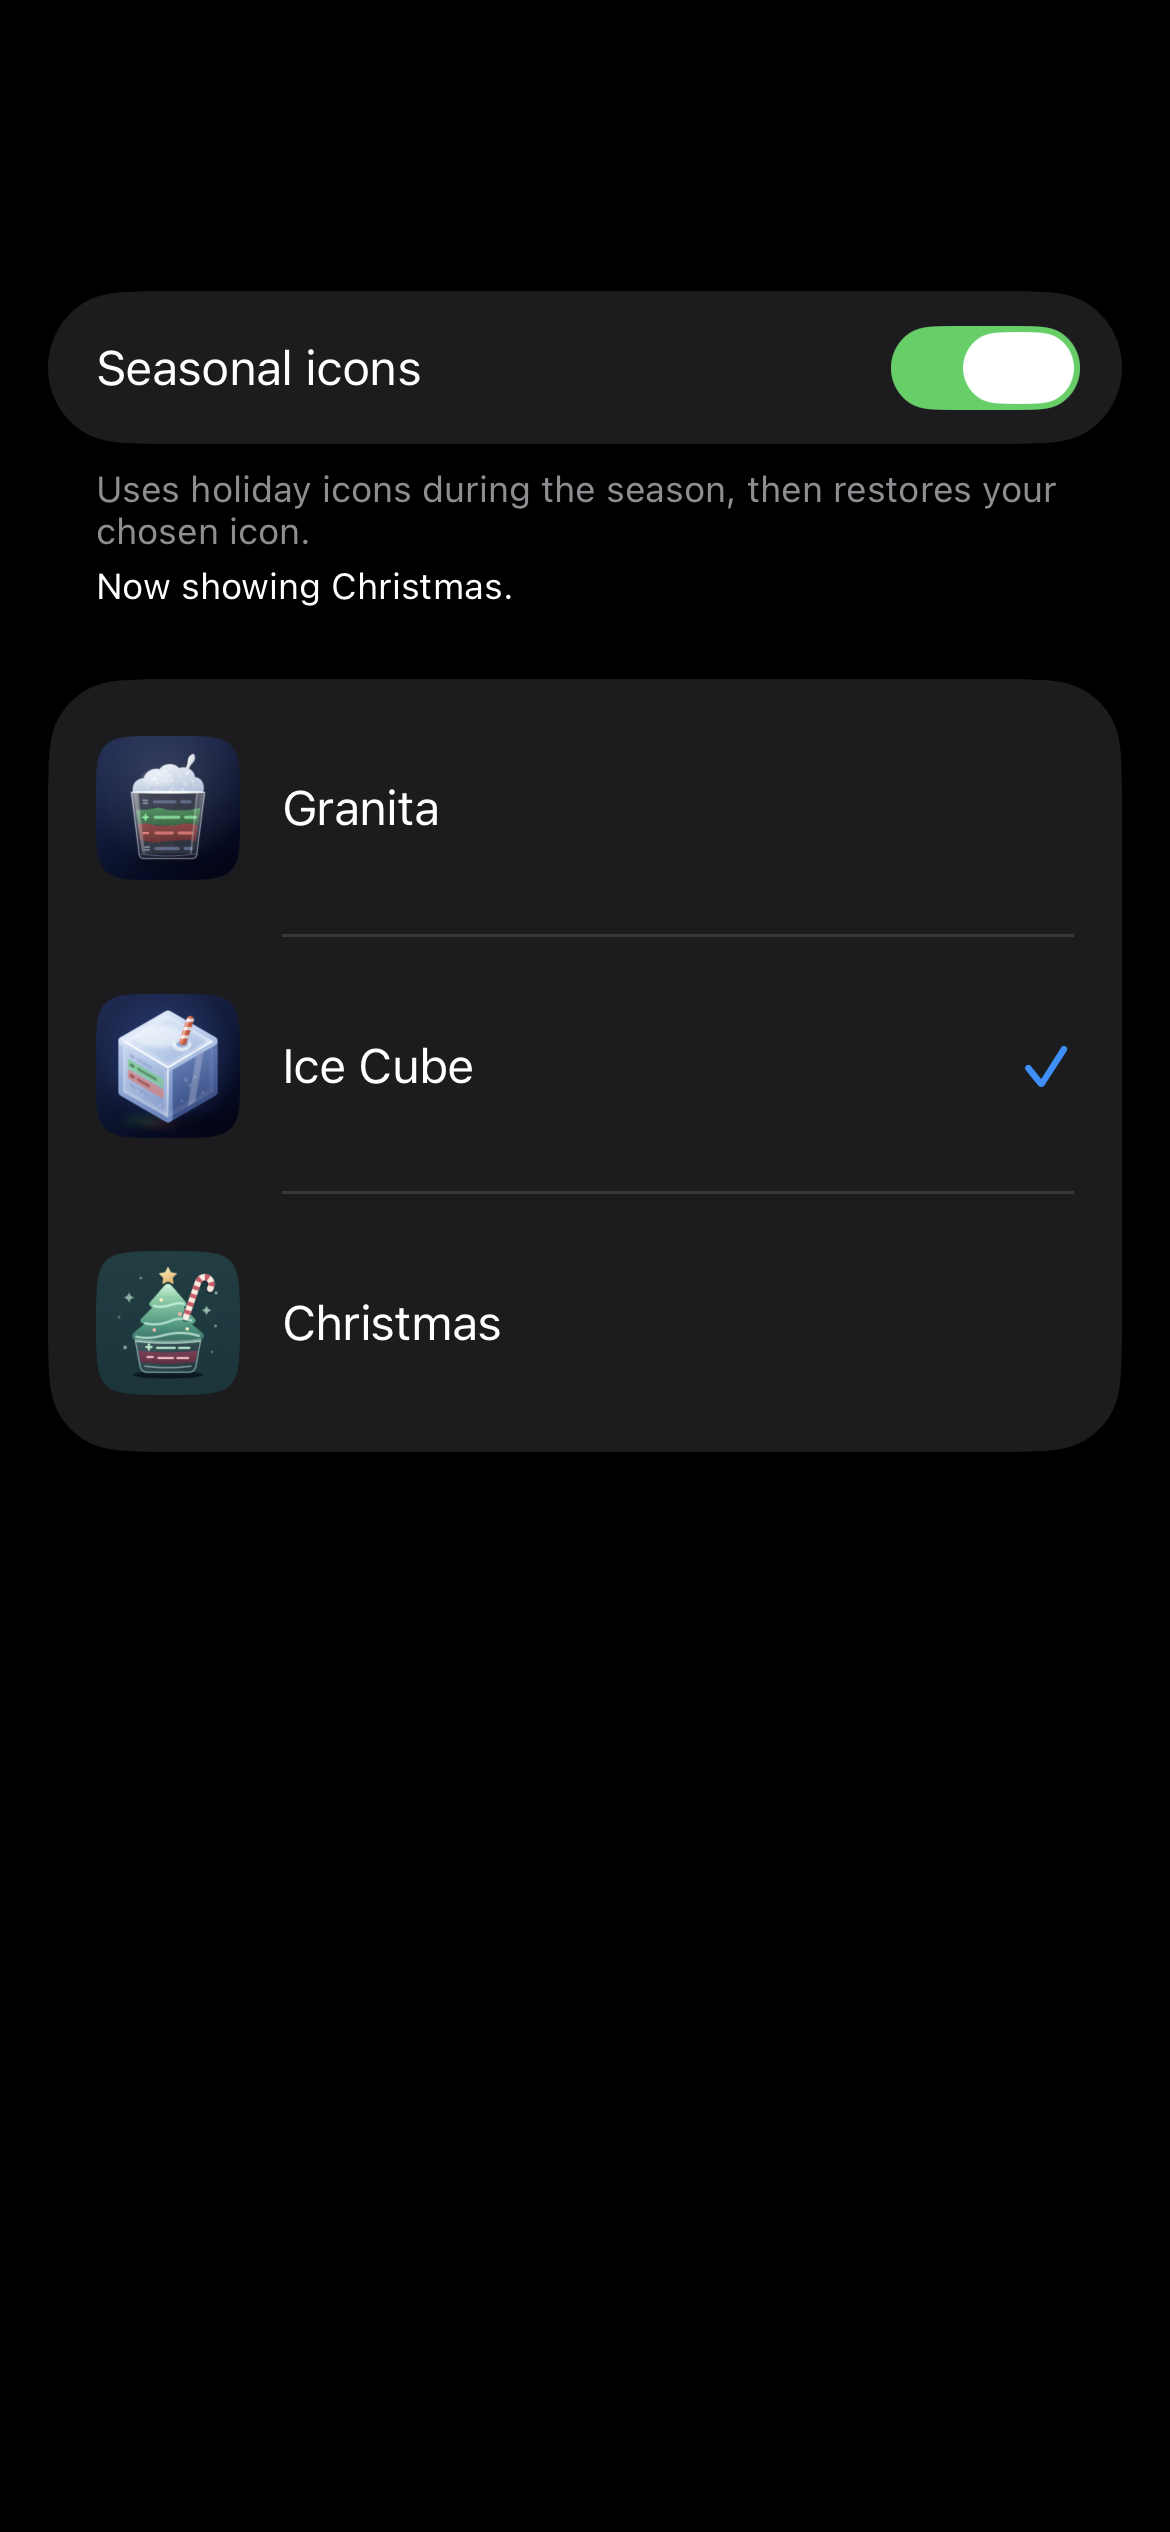 Seasonal icons
Uses holiday icons during the season, then restores your
chosen icon.
Now showing Christmas.
Granita
Ice Cube
Christmas